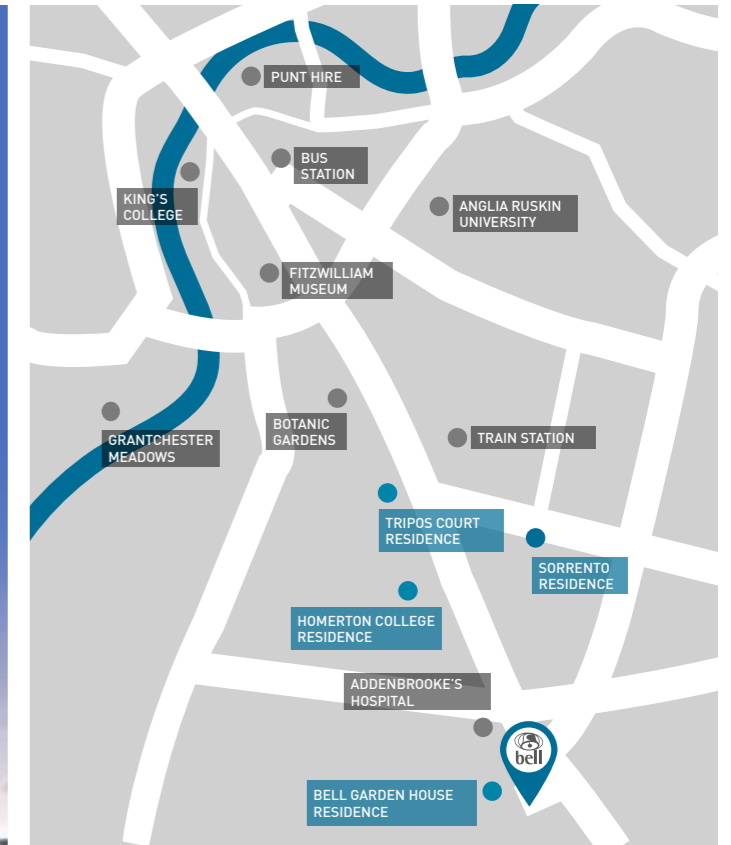 PUNT HIRE
BUS
STATION
KING'S
COLLEGE
ANGLIA RUSKIN
UNIVERSITY
FITZWILLIAM
MUSEUM
GRANTCHESTER
MEADOWS
BOTANIC
GARDENS
TRAIN STATION
TRIPOS COURT
RESIDENCE
SORRENTO
RESIDENCE
HOMERTON COLLEGE
RESIDENCE
ADDENBROOKE'S
HOSPITAL
bell
BELL GARDEN HOUSE
RESIDENCE